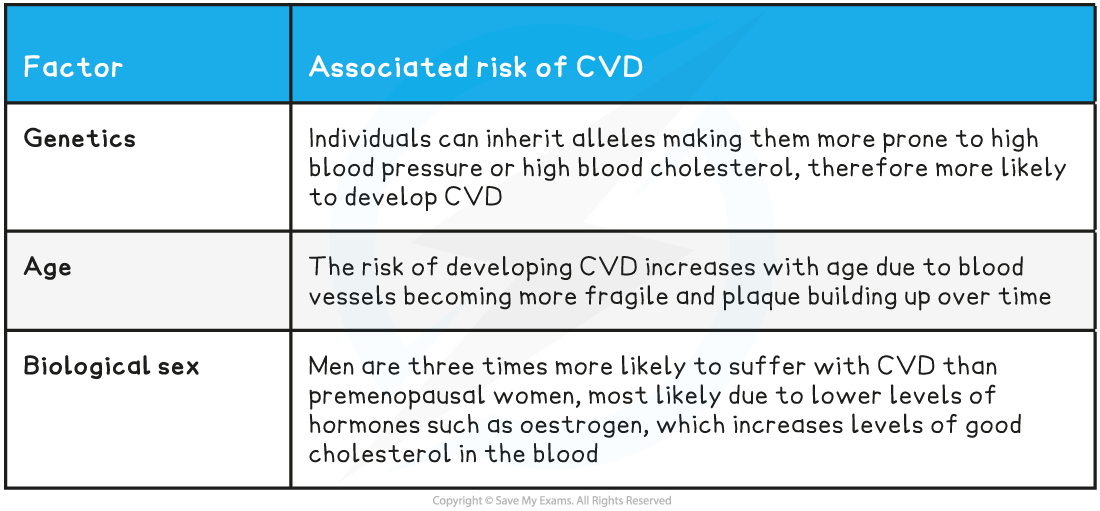 Factor
Associated risk of CVD
Genetics
Individuals can inherit alleles making them more prone to high
blood pressure or high blood cholesterol, therefore more likely
to develop CVD
Age
The risk of developing CVD increases with age due to blood
vessels becoming more fragile and plaque building up over time
Biological sex
Men are three times more likely to suffer with CVD than
premenopausal women, most likely due to lower levels of
hormones such as oestrogen, which increases levels of good
cholesterol in the blood
Copyright © Save My Exams. All Rights Reserved